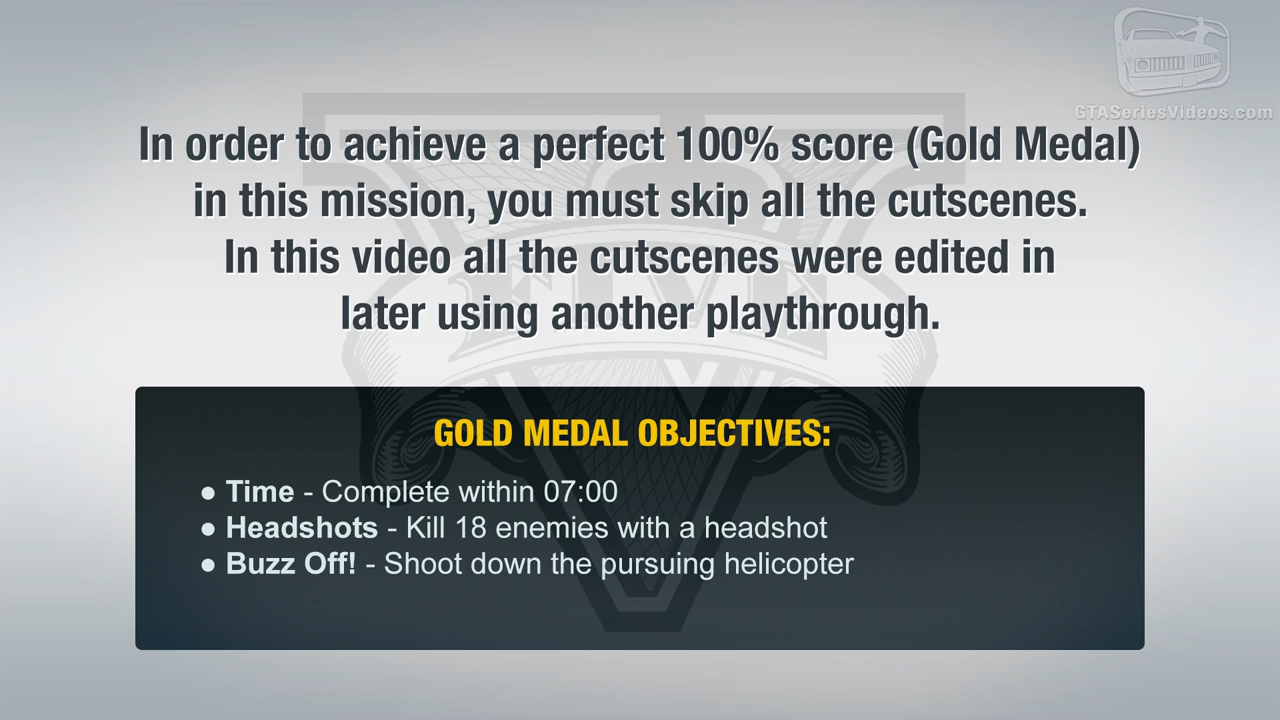 GTASeriesVideos.com
In order to achieve a perfect 100% score (Gold Medal)
in this mission, you must skip all the cutscenes.
In this video all the cutscenes were edited in
later using another playthrough.
FIVE
GOLD MEDAL OBJECTIVES:
● Time - Complete within 07:00
● Headshots - Kill 18 enemies with a headshot
● Buzz Off! - Shoot down the pursuing helicopter